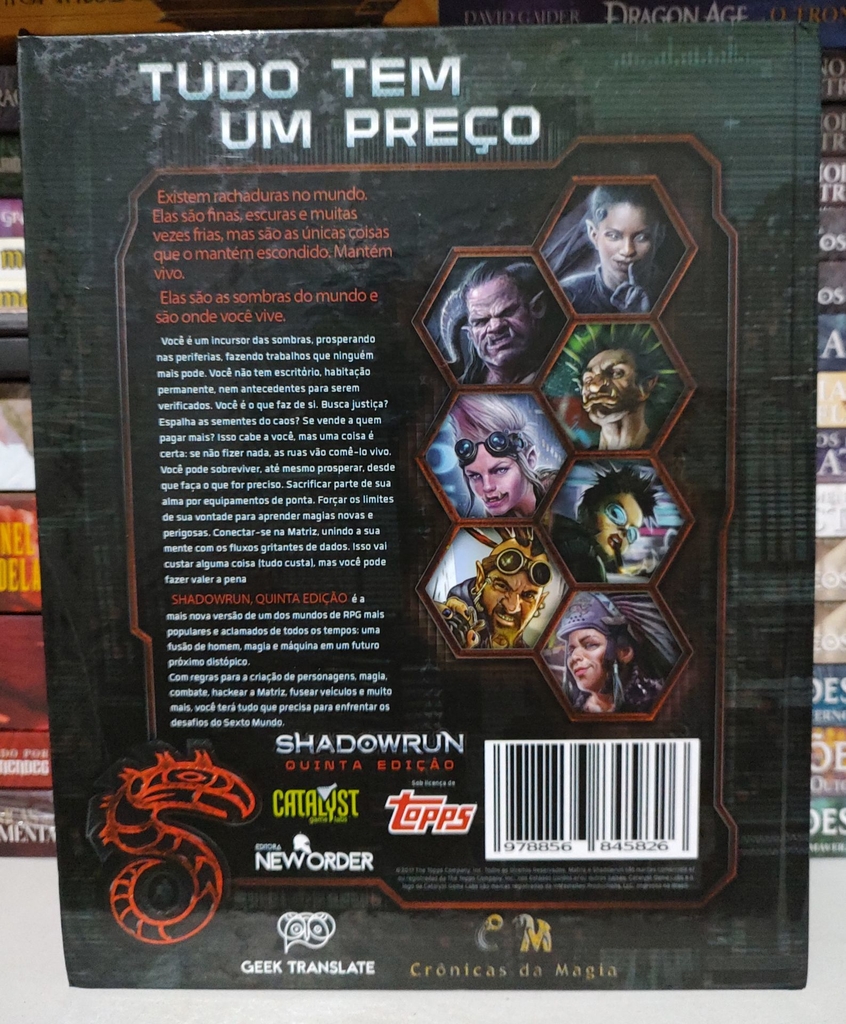 DAVID GAIDER DRAGON AGE O TRONO
TUDO TEM
UM PREÇO
Existem rachaduras no mundo.
Elas são finas, escuras e muitas
vezes frias, mas são as únicas coisas
que o mantém escondido. Mantém
vivo.
Elas são as sombras do mundo e
são onde você vive.
Você é um incursor das sombras, prosperando
nas periferias, fazendo trabalhos que ninguém
mais pode. Você não tem escritório, habitação
permanente, nem antecedentes para serem
verificados. Você é o que faz de si. Busca justiça?
Espalha as sementes do caos? Se vende a quem
pagar mais? Isso cabe a você, mas uma coisa é
certa: se não fizer nada, as ruas vão comê-lo vivo.
Você pode sobreviver, até mesmo prosperar, desde
que faça o que for preciso. Sacrificar parte de sua
alma por equipamentos de ponta. Forçar os limites
de sua vontade para aprender magias novas e
perigosas. Conectar-se na Matriz, unindo a sua
mente com os fluxos gritantes de dados. Isso vai
custar alguma coisa (tudo custa), mas você pode
fazer valer a pena
SHADOWRUN, QUINTA EDIÇÃO é a
mais nova versão de um dos mundos de RPG mais
populares e aclamados de todos os tempos: uma
fusão de homem, magia e máquina em um futuro
próximo distópico.
Com regras para a criação de personagens, magia,
combate, hackear a Matriz, fusear veículos e muito
mais, você terá tudo que precisa para enfrentar os
desafios do Sexto Mundo.
SHADOWRUN
QUINTA EDIÇÃO
CATALYST
game labs
Sob licença de
topps
EDITORA
NEW ORDER
978856 845826
GEEK TRANSLATE
C M
Crônicas da Magia